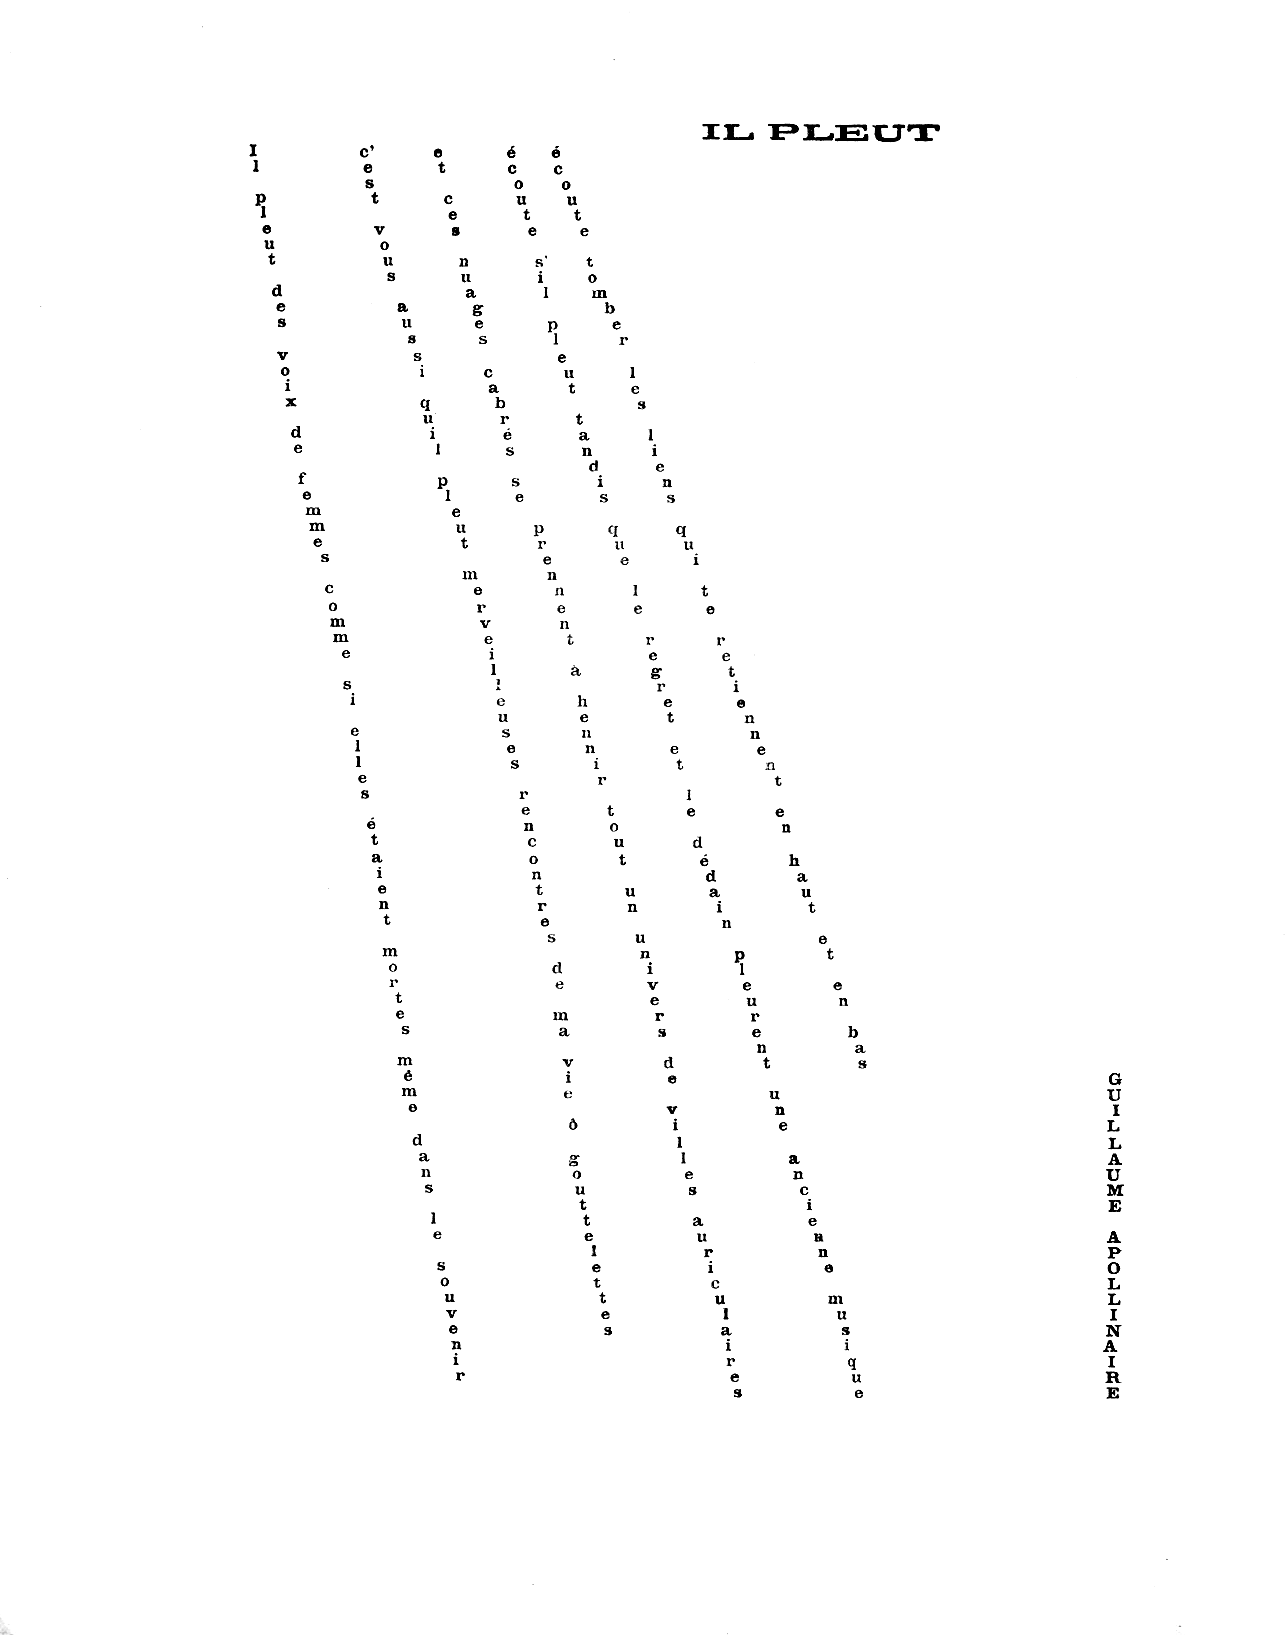 IL PLEUT
Il pleut des voix de femmes comme si elles étaient mortes même dans le souvenir
c'est vous aussi qu'il pleut merveilleuses rencontres de ma vie ô gouttelettes
et ces nuages cabrés se prennent à hennir tout un univers de villes auriculaires
écoute s'il pleut tandis que le regret et le dédain pleurent une ancienne musique
écoute tomber les liens qui te retiennent en haut et en bas
GUILLAUME APOLLINAIRE